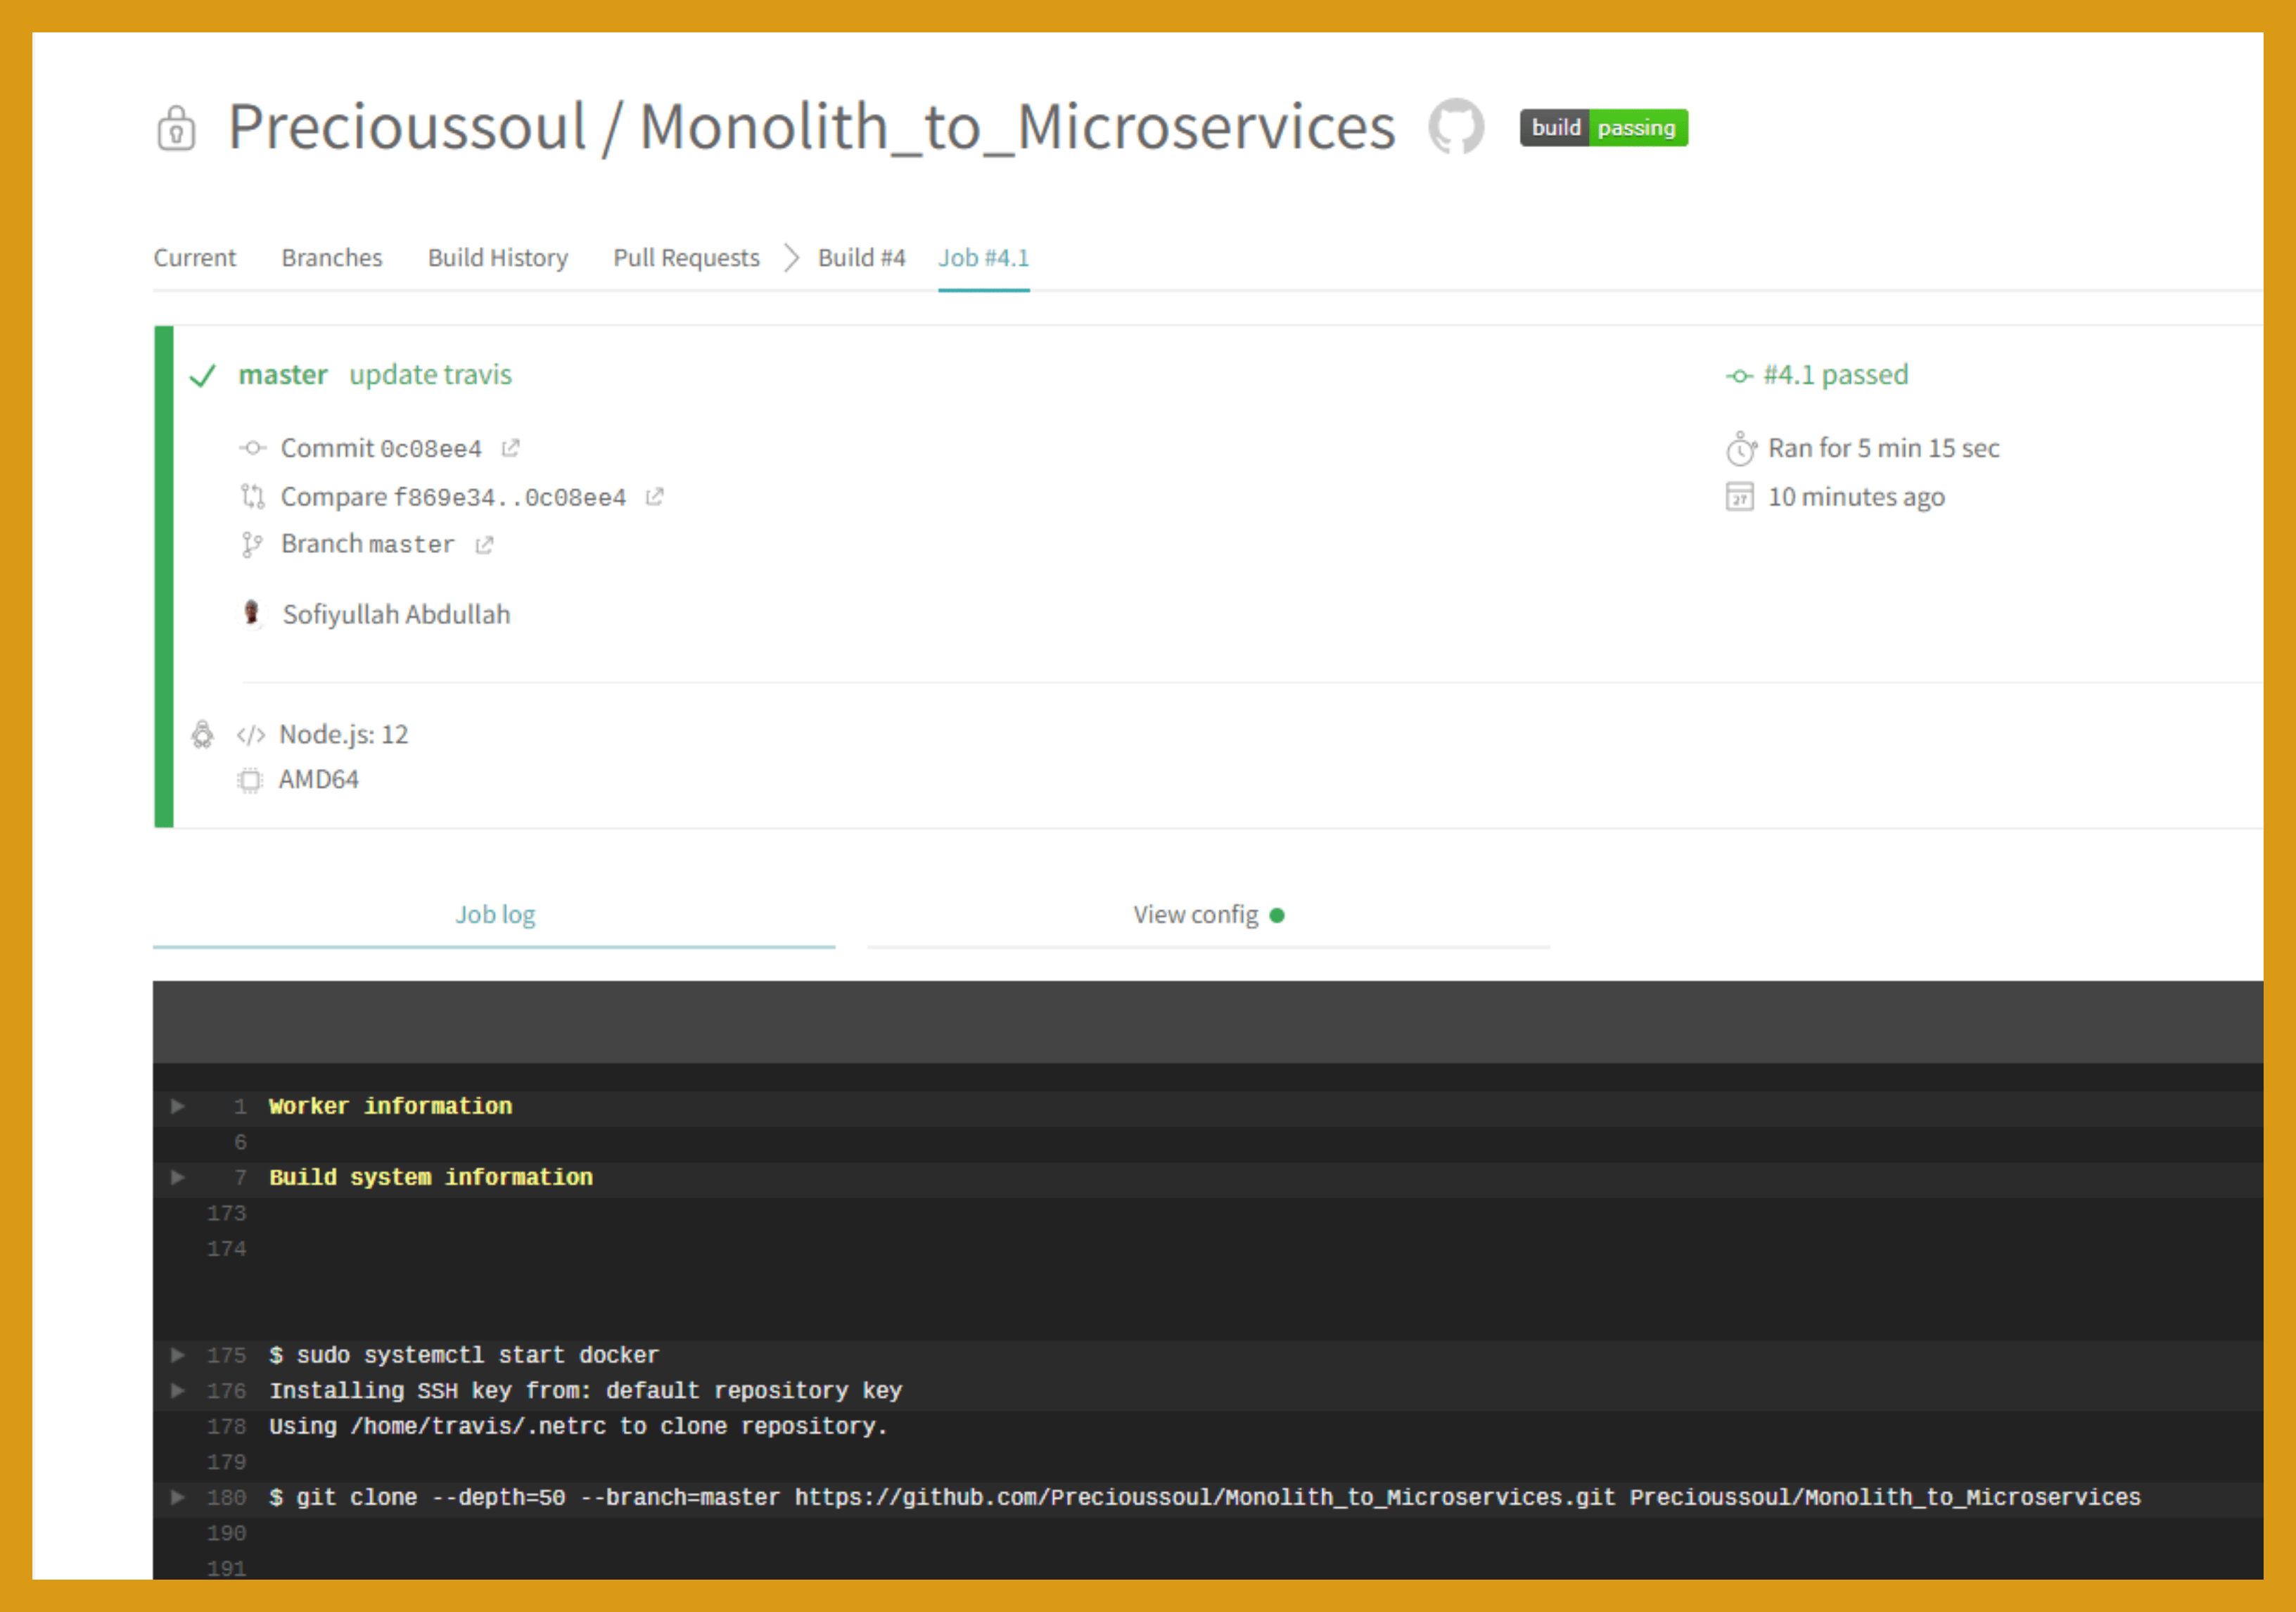 Precioussoul / Monolith_to_Microservices build passing
Current Branches Build History Pull Requests Build #4 Job #4.1
master update travis #4.1 passed
Commit 0c08ee4 Ran for 5 min 15 sec
Compare f869e34..0c08ee4 27 10 minutes ago
Branch master
Sofiyullah Abdullah
</> Node.js: 12
AMD64
Job log View config
1 Worker information
6
7 Build system information
173
174
175 $ sudo systemctl start docker
176 Installing SSH key from: default repository key
178 Using /home/travis/.netrc to clone repository.
179
180 $ git clone --depth=50 --branch=master https://github.com/Precioussoul/Monolith_to_Microservices.git Precioussoul/Monolith_to_Microservices
190
191